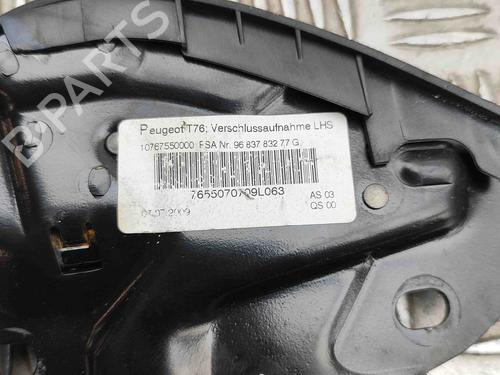 Peugeot T76; Verschlussaufnahme LHS
10767550000 PSA Nr. 96 837 832 77 G
7655070709L063
AS 03
07.07.2009
QS 00
B-PARTS